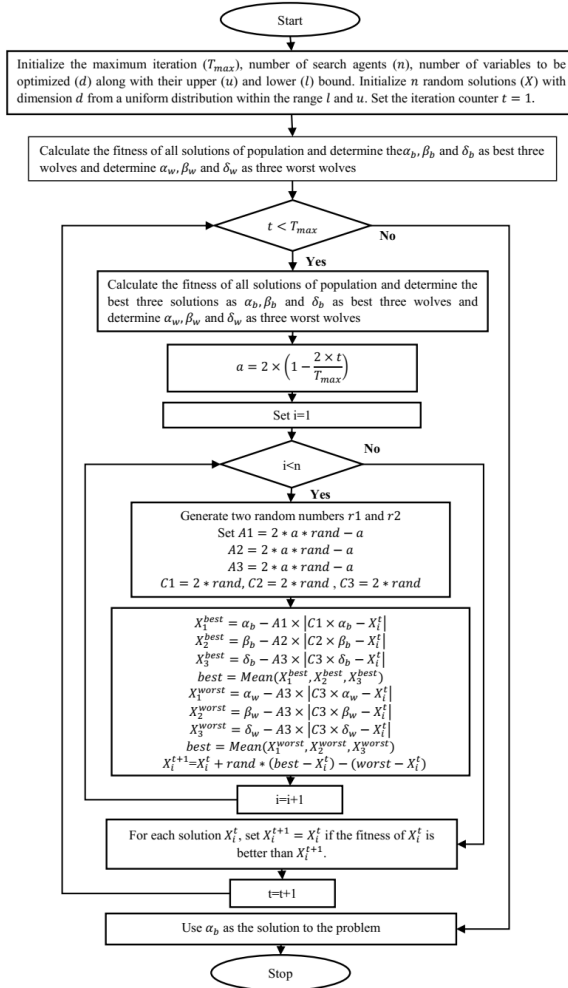 Start
Initialize the maximum iteration (T_max), number of search agents (n), number of variables to be
optimized (d) along with their upper (u) and lower (l) bound. Initialize n random solutions (X) with
dimension d from a uniform distribution within the range l and u. Set the iteration counter t = 1.
Calculate the fitness of all solutions of population and determine theα_b, β_b and δ_b as best three
wolves and determine α_w, β_w and δ_w as three worst wolves
t < T_max
No
Yes
Calculate the fitness of all solutions of population and determine the
best three solutions as α_b, β_b and δ_b as best three wolves and
determine α_w, β_w and δ_w as three worst wolves
a = 2 × (1 − (2 × t)/T_max)
Set i=1
i<n
No
Yes
Generate two random numbers r1 and r2
Set A1 = 2 * a * rand − a
A2 = 2 * a * rand − a
A3 = 2 * a * rand − a
C1 = 2 * rand, C2 = 2 * rand , C3 = 2 * rand
X_1^best = α_b − A1 × |C1 × α_b − X_i^t|
X_2^best = β_b − A2 × |C2 × β_b − X_i^t|
X_3^best = δ_b − A3 × |C3 × δ_b − X_i^t|
best = Mean(X_1^best, X_2^best, X_3^best)
X_1^worst = α_w − A3 × |C3 × α_w − X_i^t|
X_2^worst = β_w − A3 × |C3 × β_w − X_i^t|
X_3^worst = δ_w − A3 × |C3 × δ_w − X_i^t|
best = Mean(X_1^worst, X_2^worst, X_3^worst)
X_i^{t+1}=X_i^t + rand * (best − X_i^t) − (worst − X_i^t)
i=i+1
For each solution X_i^t, set X_i^{t+1} = X_i^t if the fitness of X_i^t is
better than X_i^{t+1}.
t=t+1
Use α_b as the solution to the problem
Stop